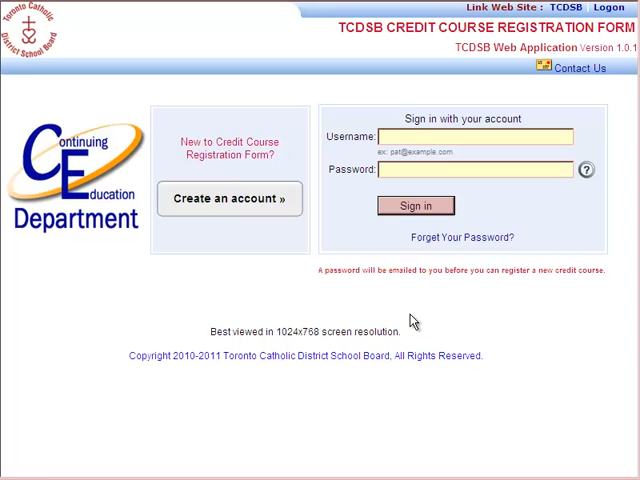 Link Web Site : TCDSB Logon
Toronto Catholic
District School Board
TCDSB CREDIT COURSE REGISTRATION FORM
TCDSB Web Application Version 1.0.1
Contact Us
Continuing
Education
Department
New to Credit Course
Registration Form?
Create an account »
Sign in with your account
Username:
ex: pat@example.com
Password:
?
Sign in
Forget Your Password?
A password will be emailed to you before you can register a new credit course.
Best viewed in 1024x768 screen resolution.
Copyright 2010-2011 Toronto Catholic District School Board, All Rights Reserved.